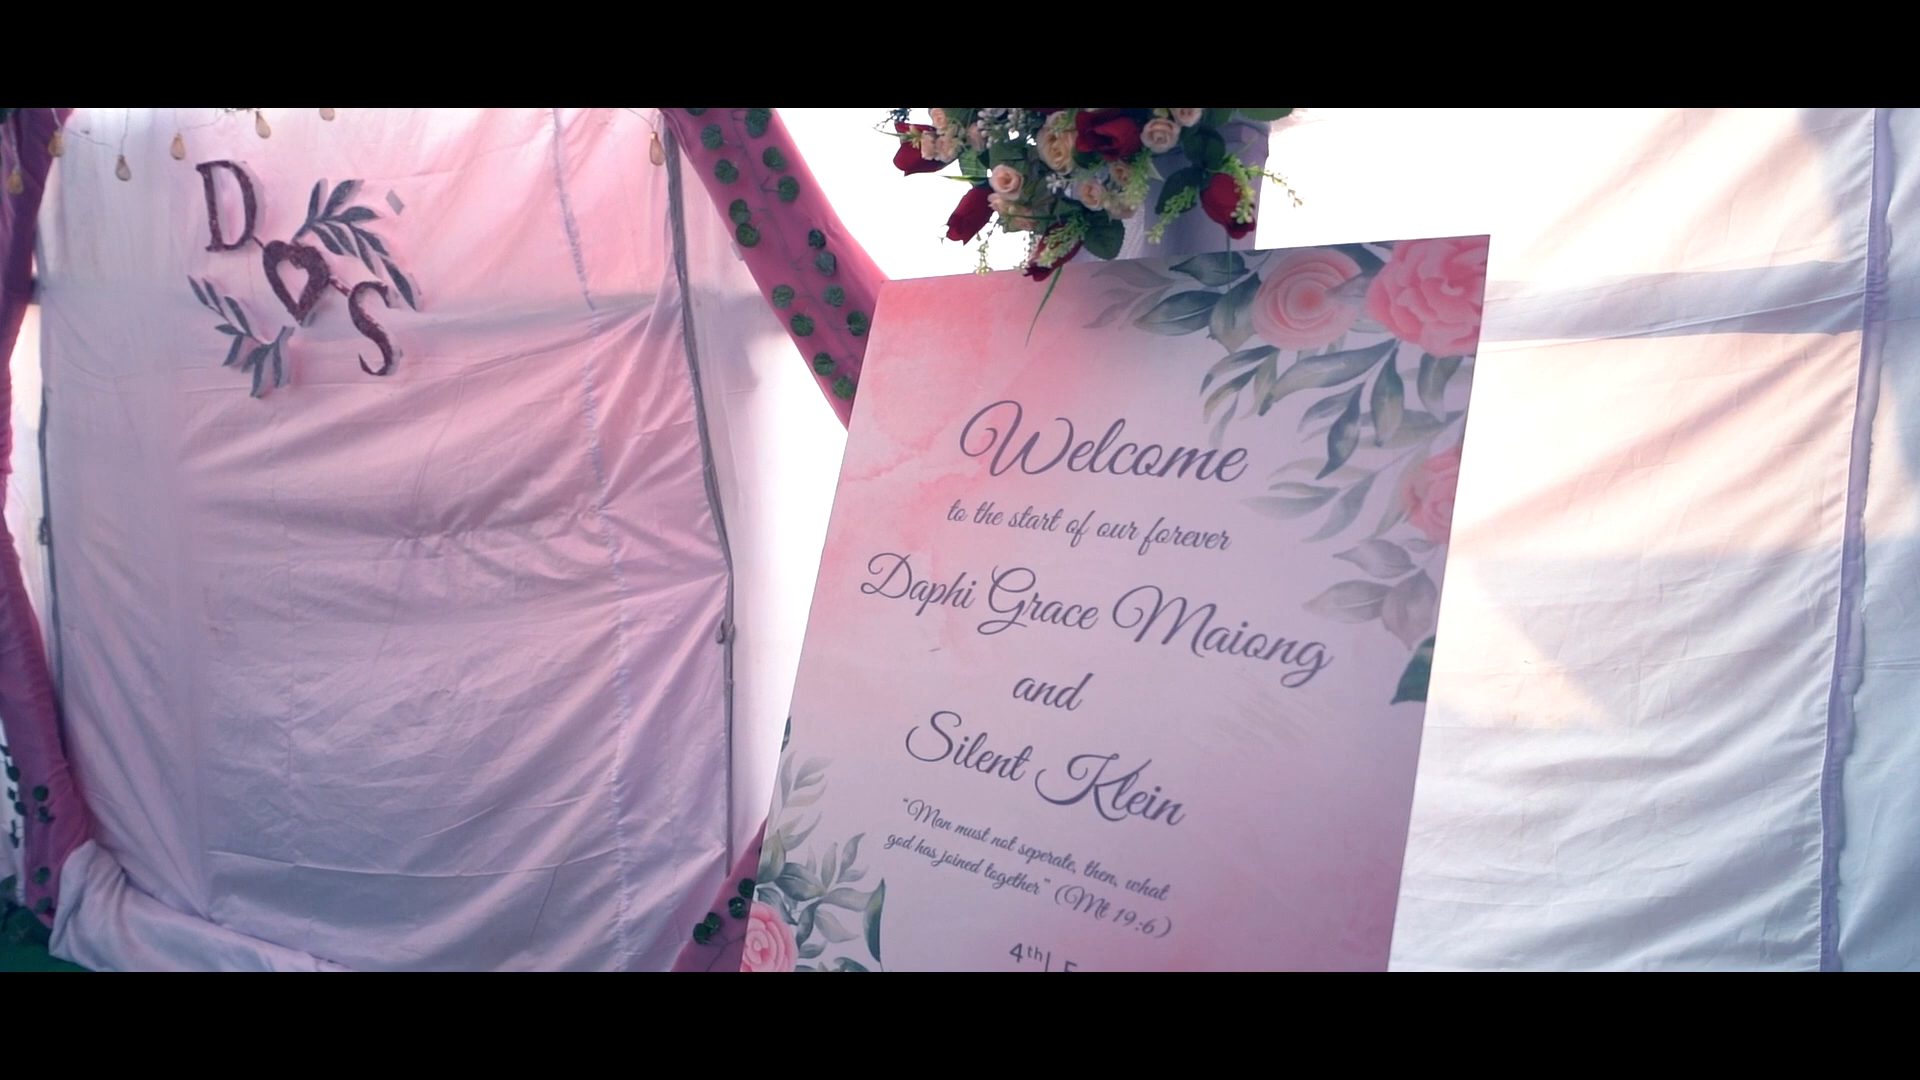 D
S
Welcome
to the start of our forever
Daphi Grace Maiong
and
Silent Klein
"Man must not seperate, then, what
god has joined together" (Mt 19:6)
4th